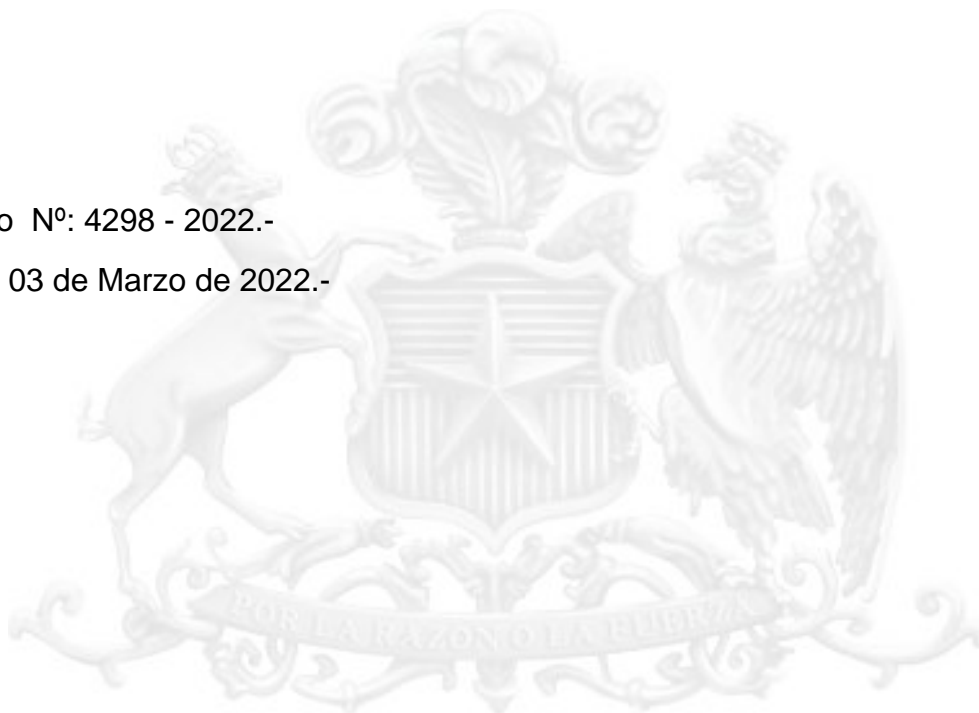 o Nº: 4298 - 2022.-
03 de Marzo de 2022.-
POR LA RAZON O LA FUERZA